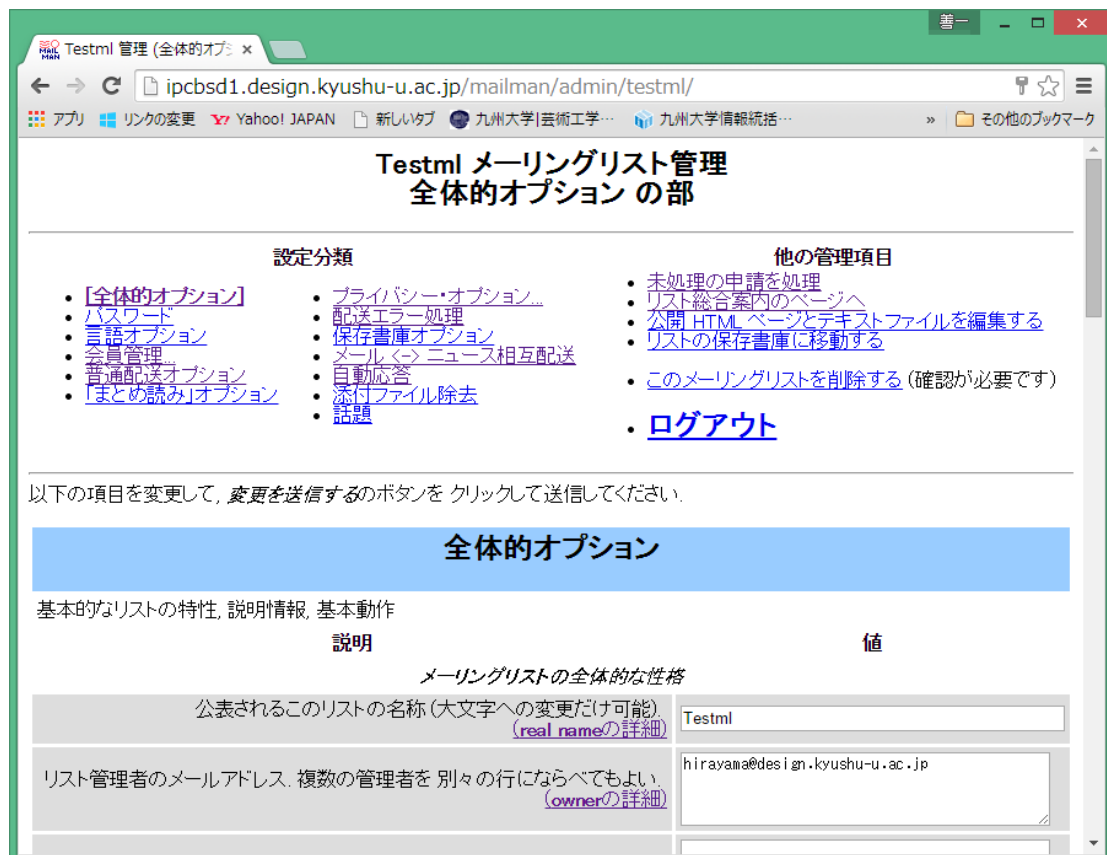 善一
MAIL MAN Testml 管理 (全体的オプシ
ipcbsd1.design.kyushu-u.ac.jp/mailman/admin/testml/
アプリ リンクの変更 Y7 Yahoo! JAPAN 新しいタブ 九州大学|芸術工学… 九州大学情報統括… » その他のブックマーク
Testml メーリングリスト管理
全体的オプション の部
設定分類
[全体的オプション]
パスワード
言語オプション
会員管理...
普通配送オプション
「まとめ読み」オプション
プライバシー・オプション...
配送エラー処理
保存書庫オプション
メール <-> ニュース相互配送
自動応答
添付ファイル除去
話題
他の管理項目
未処理の申請を処理
リスト総合案内のページへ
公開 HTML ページとテキストファイルを編集する
リストの保存書庫に移動する
このメーリングリストを削除する (確認が必要です)
ログアウト
以下の項目を変更して, 変更を送信するのボタンを クリックして送信してください.
全体的オプション
基本的なリストの特性, 説明情報, 基本動作
説明 値
メーリングリストの全体的な性格
公表されるこのリストの名称 (大文字への変更だけ可能).
(real nameの詳細)
Testml
リスト管理者のメールアドレス. 複数の管理者を 別々の行にならべてもよい.
(ownerの詳細)
hirayama@design.kyushu-u.ac.jp